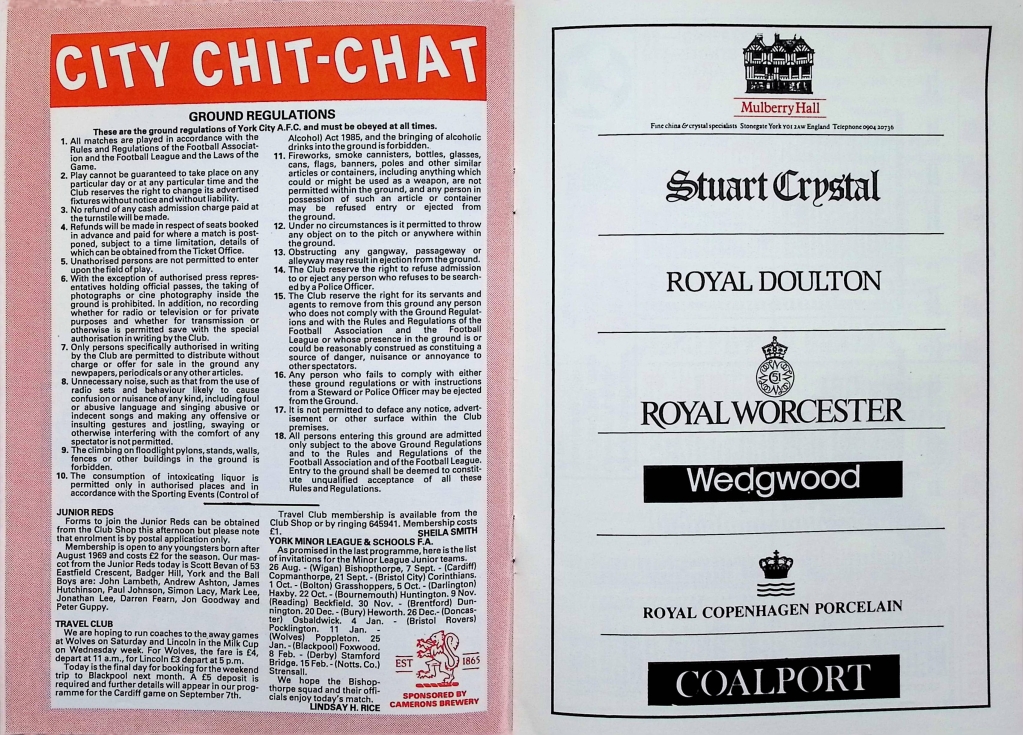 CITY CHIT-CHAT
GROUND REGULATIONS
These are the ground regulations of York City A.F.C. and must be obeyed at all times.
1. All matches are played in accordance with the
Rules and Regulations of the Football Associat-
ion and the Football League and the Laws of the
Game.
2. Play cannot be guaranteed to take place on any
particular day or at any particular time and the
Club reserves the right to change its advertised
fixtures without notice and without liability.
3. No refund of any cash admission charge paid at
the turnstile will be made.
4. Refunds will be made in respect of seats booked
in advance and paid for where a match is post-
poned, subject to a time limitation, details of
which can be obtained from the Ticket Office.
5. Unathorised persons are not permitted to enter
upon the field of play.
6. With the exception of authorised press repres-
entatives holding official passes, the taking of
photographs or cine photography inside the
ground is prohibited. In addition, no recording
whether for radio or television or for private
purposes and whether for transmission or
otherwise is permitted save with the special
authorisation in writing by the Club.
7. Only persons specifically authorised in writing
by the Club are permitted to distribute without
charge or offer for sale in the ground any
newpapers, periodicals or any other articles.
8. Unnecessary noise, such as that from the use of
radio sets and behaviour likely to cause
confusion or nuisance of any kind, including foul
or abusive language and singing abusive or
indecent songs and making any offensive or
insulting gestures and jostling, swaying or
otherwise interfering with the comfort of any
spectator is not permitted.
9. The climbing on floodlight pylons, stands, walls,
fences or other buildings in the ground is
forbidden.
10. The consumption of intoxicating liquor is
permitted only in authorised places and in
accordance with the Sporting Events (Control of
Alcohol) Act 1985, and the bringing of alcoholic
drinks into the ground is forbidden.
11. Fireworks, smoke cannisters, bottles, glasses,
cans, flags, banners, poles and other similar
articles or containers, including anything which
could or might be used as a weapon, are not
permitted within the ground, and any person in
possession of such an article or container
may be refused entry or ejected from
the ground.
12. Under no circumstances is it permitted to throw
any object on to the pitch or anywhere within
the ground.
13. Obstructing any gangway, passageway or
alleyway may result in ejection from the ground.
14. The Club reserve the right to refuse admission
to or eject any person who refuses to be search-
ed by a Police Officer.
15. The Club reserve the right for its servants and
agents to remove from this ground any person
who does not comply with the Ground Regulat-
ions and with the Rules and Regulations of the
Football Association and the Football
League or whose presence in the ground is or
could be reasonably construed as constituing a
source of danger, nuisance or annoyance to
other spectators.
16. Any person who fails to comply with either
these ground regulations or with instructions
from a Steward or Police Officer may be ejected
from the Ground.
17. It is not permitted to deface any notice, advert-
isement or other surface within the Club
premises.
18. All persons entering this ground are admitted
only subject to the above Ground Regulations
and to the Rules and Regulations of the
Football Association and of the Football League.
Entry to the ground shall be deemed to constit-
ute unqualified acceptance of all these
Rules and Regulations.
JUNIOR REDS
Forms to join the Junior Reds can be obtained
from the Club Shop this afternoon but please note
that enrolment is by postal application only.
Membership is open to any youngsters born after
August 1969 and costs £2 for the season. Our mas-
cot from the Junior Reds today is Scott Bevan of 53
Eastfield Crescent, Badger Hill, York and the Ball
Boys are: John Lambeth, Andrew Ashton, James
Hutchinson, Paul Johnson, Simon Lacy, Mark Lee,
Jonathan Lee, Darren Fearn, Jon Goodway and
Peter Guppy.
TRAVEL CLUB
We are hoping to run coaches to the away games
at Wolves on Saturday and Lincoln in the Milk Cup
on Wednesday week. For Wolves, the fare is £4,
depart at 11 a.m., for Lincoln £3 depart at 5 p.m.
Today is the final day for booking for the weekend
trip to Blackpool next month. A £5 deposit is
required and further details will appear in our prog-
ramme for the Cardiff game on September 7th.
Travel Club membership is available from the
Club Shop or by ringing 645941. Membership costs
£1.
SHEILA SMITH
YORK MINOR LEAGUE & SCHOOLS F.A.
As promised in the last programme, here is the list
of invitations for the Minor League Junior teams.
26 Aug. - (Wigan) Bishopthorpe, 7 Sept. - (Cardiff)
Copmanthorpe, 21 Sept. - (Bristol City) Corinthians.
1 Oct. - (Bolton) Grasshoppers, 5 Oct. - (Darlington)
Haxby. 22 Oct. - (Bournemouth) Huntington. 9 Nov.
(Reading) Beckfield. 30 Nov. - (Brentford) Dun-
nington. 20 Dec. - (Bury) Heworth. 26 Dec. - (Doncas-
ter) Osbaldwick. 4 Jan. - (Bristol Rovers)
Pocklington. 11 Jan. -
(Wolves) Poppleton. 25
Jan. - (Blackpool) Foxwood.
8 Feb. - (Derby) Stamford
Bridge. 15 Feb. - (Notts. Co.)
Strensall.
We hope the Bishop-
thorpe squad and their offi-
cials enjoy today's match.
LINDSAY H. RICE
EST 1865
SPONSORED BY
CAMERONS BREWERY
Mulberry Hall
Fine china & crystal specialists Stonegate York YO1 2AW England Telephone 0904 20736
Stuart Crystal
ROYAL DOULTON
51
ROYAL WORCESTER
Wedgwood
ROYAL COPENHAGEN PORCELAIN
COALPORT